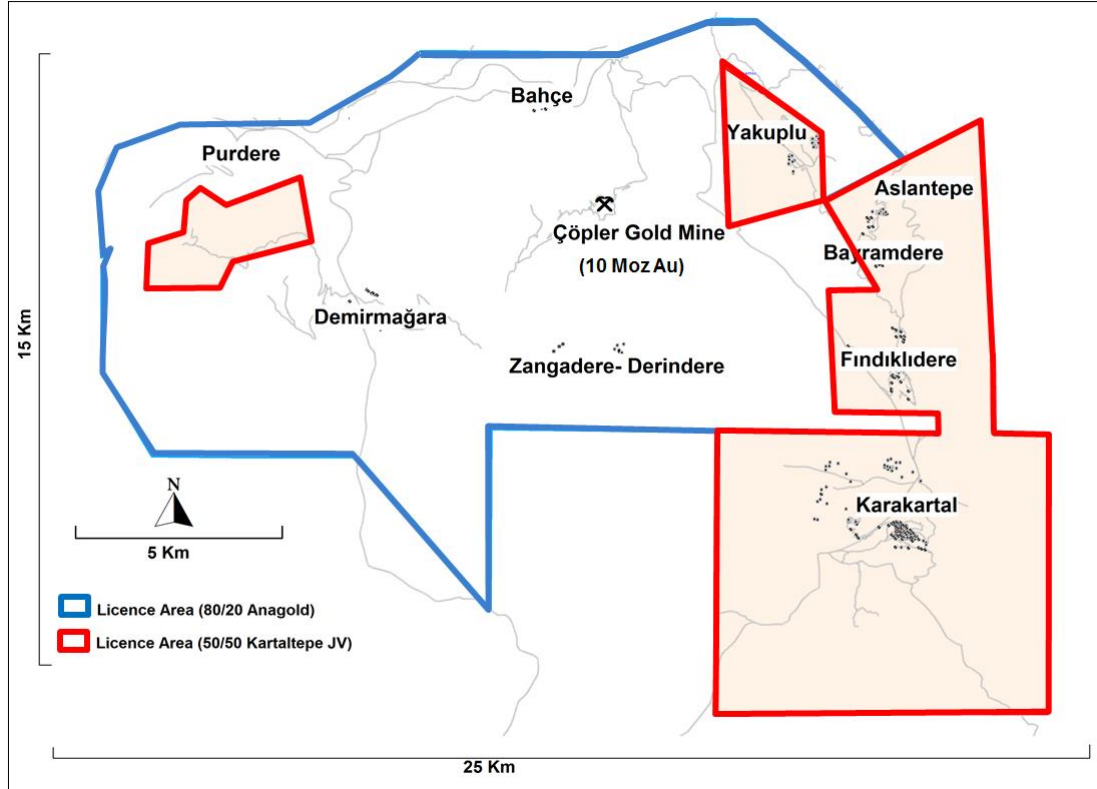 Bahçe
Yakuplu
Purdere
Aslantepe
Çöpler Gold Mine
(10 Moz Au)
Bayramdere
Demirmağara
15 Km
Zangadere- Derindere
Fındıklıdere
N
5 Km
Karakartal
Licence Area (80/20 Anagold)
Licence Area (50/50 Kartaltepe JV)
25 Km